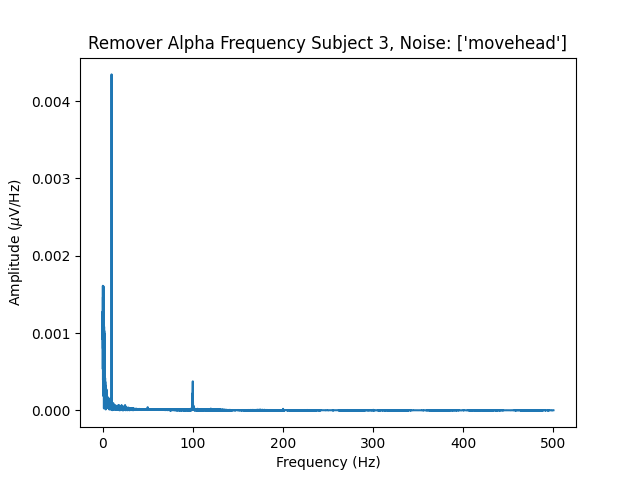 Remover Alpha Frequency Subject 3, Noise: ['movehead']
Amplitude (μV/Hz)
0.004
0.003
0.002
0.001
0.000
0 100 200 300 400 500
Frequency (Hz)